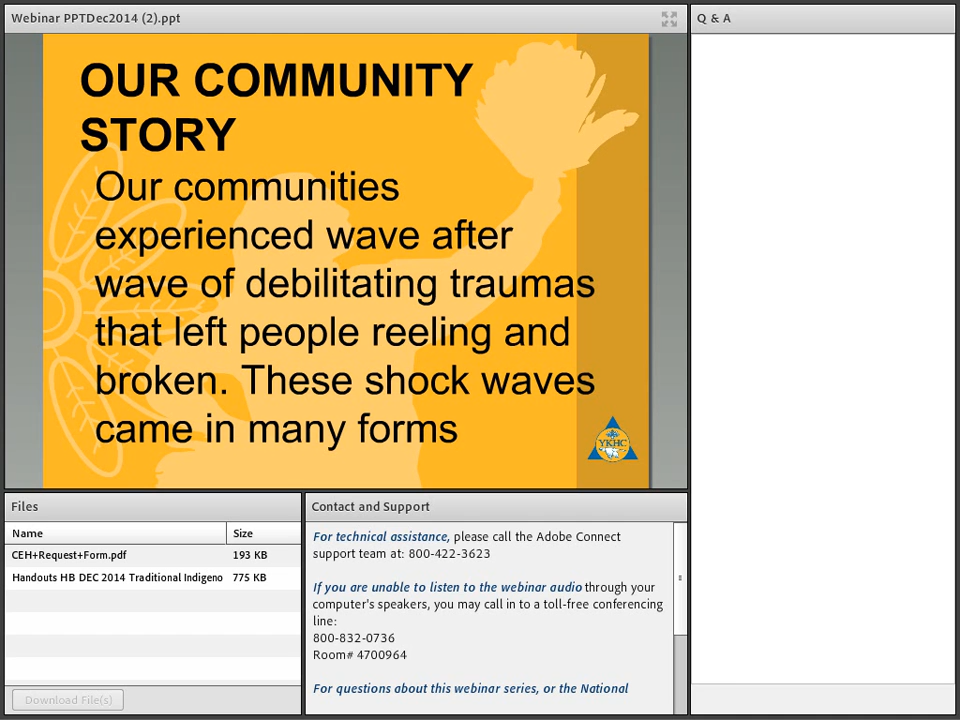 Webinar PPTDec2014 (2).ppt
OUR COMMUNITY
STORY
Our communities
experienced wave after
wave of debilitating traumas
that left people reeling and
broken. These shock waves
came in many forms
YKHC
Q & A
Files
Name Size
CEH+Request+Form.pdf 193 KB
Handouts HB DEC 2014 Traditional Indigeno 775 KB
Download File(s)
Contact and Support
For technical assistance, please call the Adobe Connect
support team at: 800-422-3623
If you are unable to listen to the webinar audio through your
computer's speakers, you may call in to a toll-free conferencing
line:
800-832-0736
Room# 4700964
For questions about this webinar series, or the National